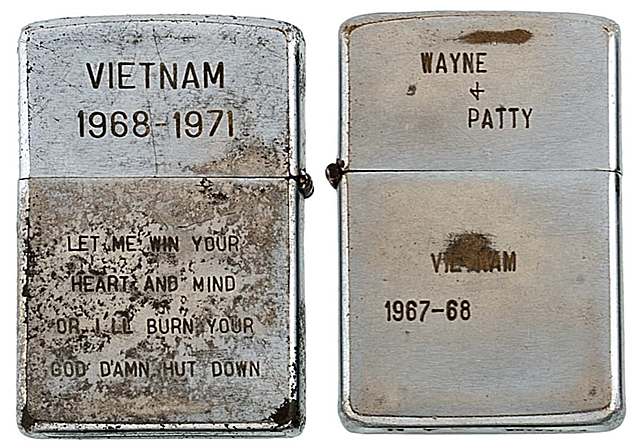 VIETNAM
1968-1971
LET ME WIN YOUR
HEART AND MIND
OR I LL BURN YOUR
GOD DAMN HUT DOWN
WAYNE
+
PATTY
VIETNAM
1967-68